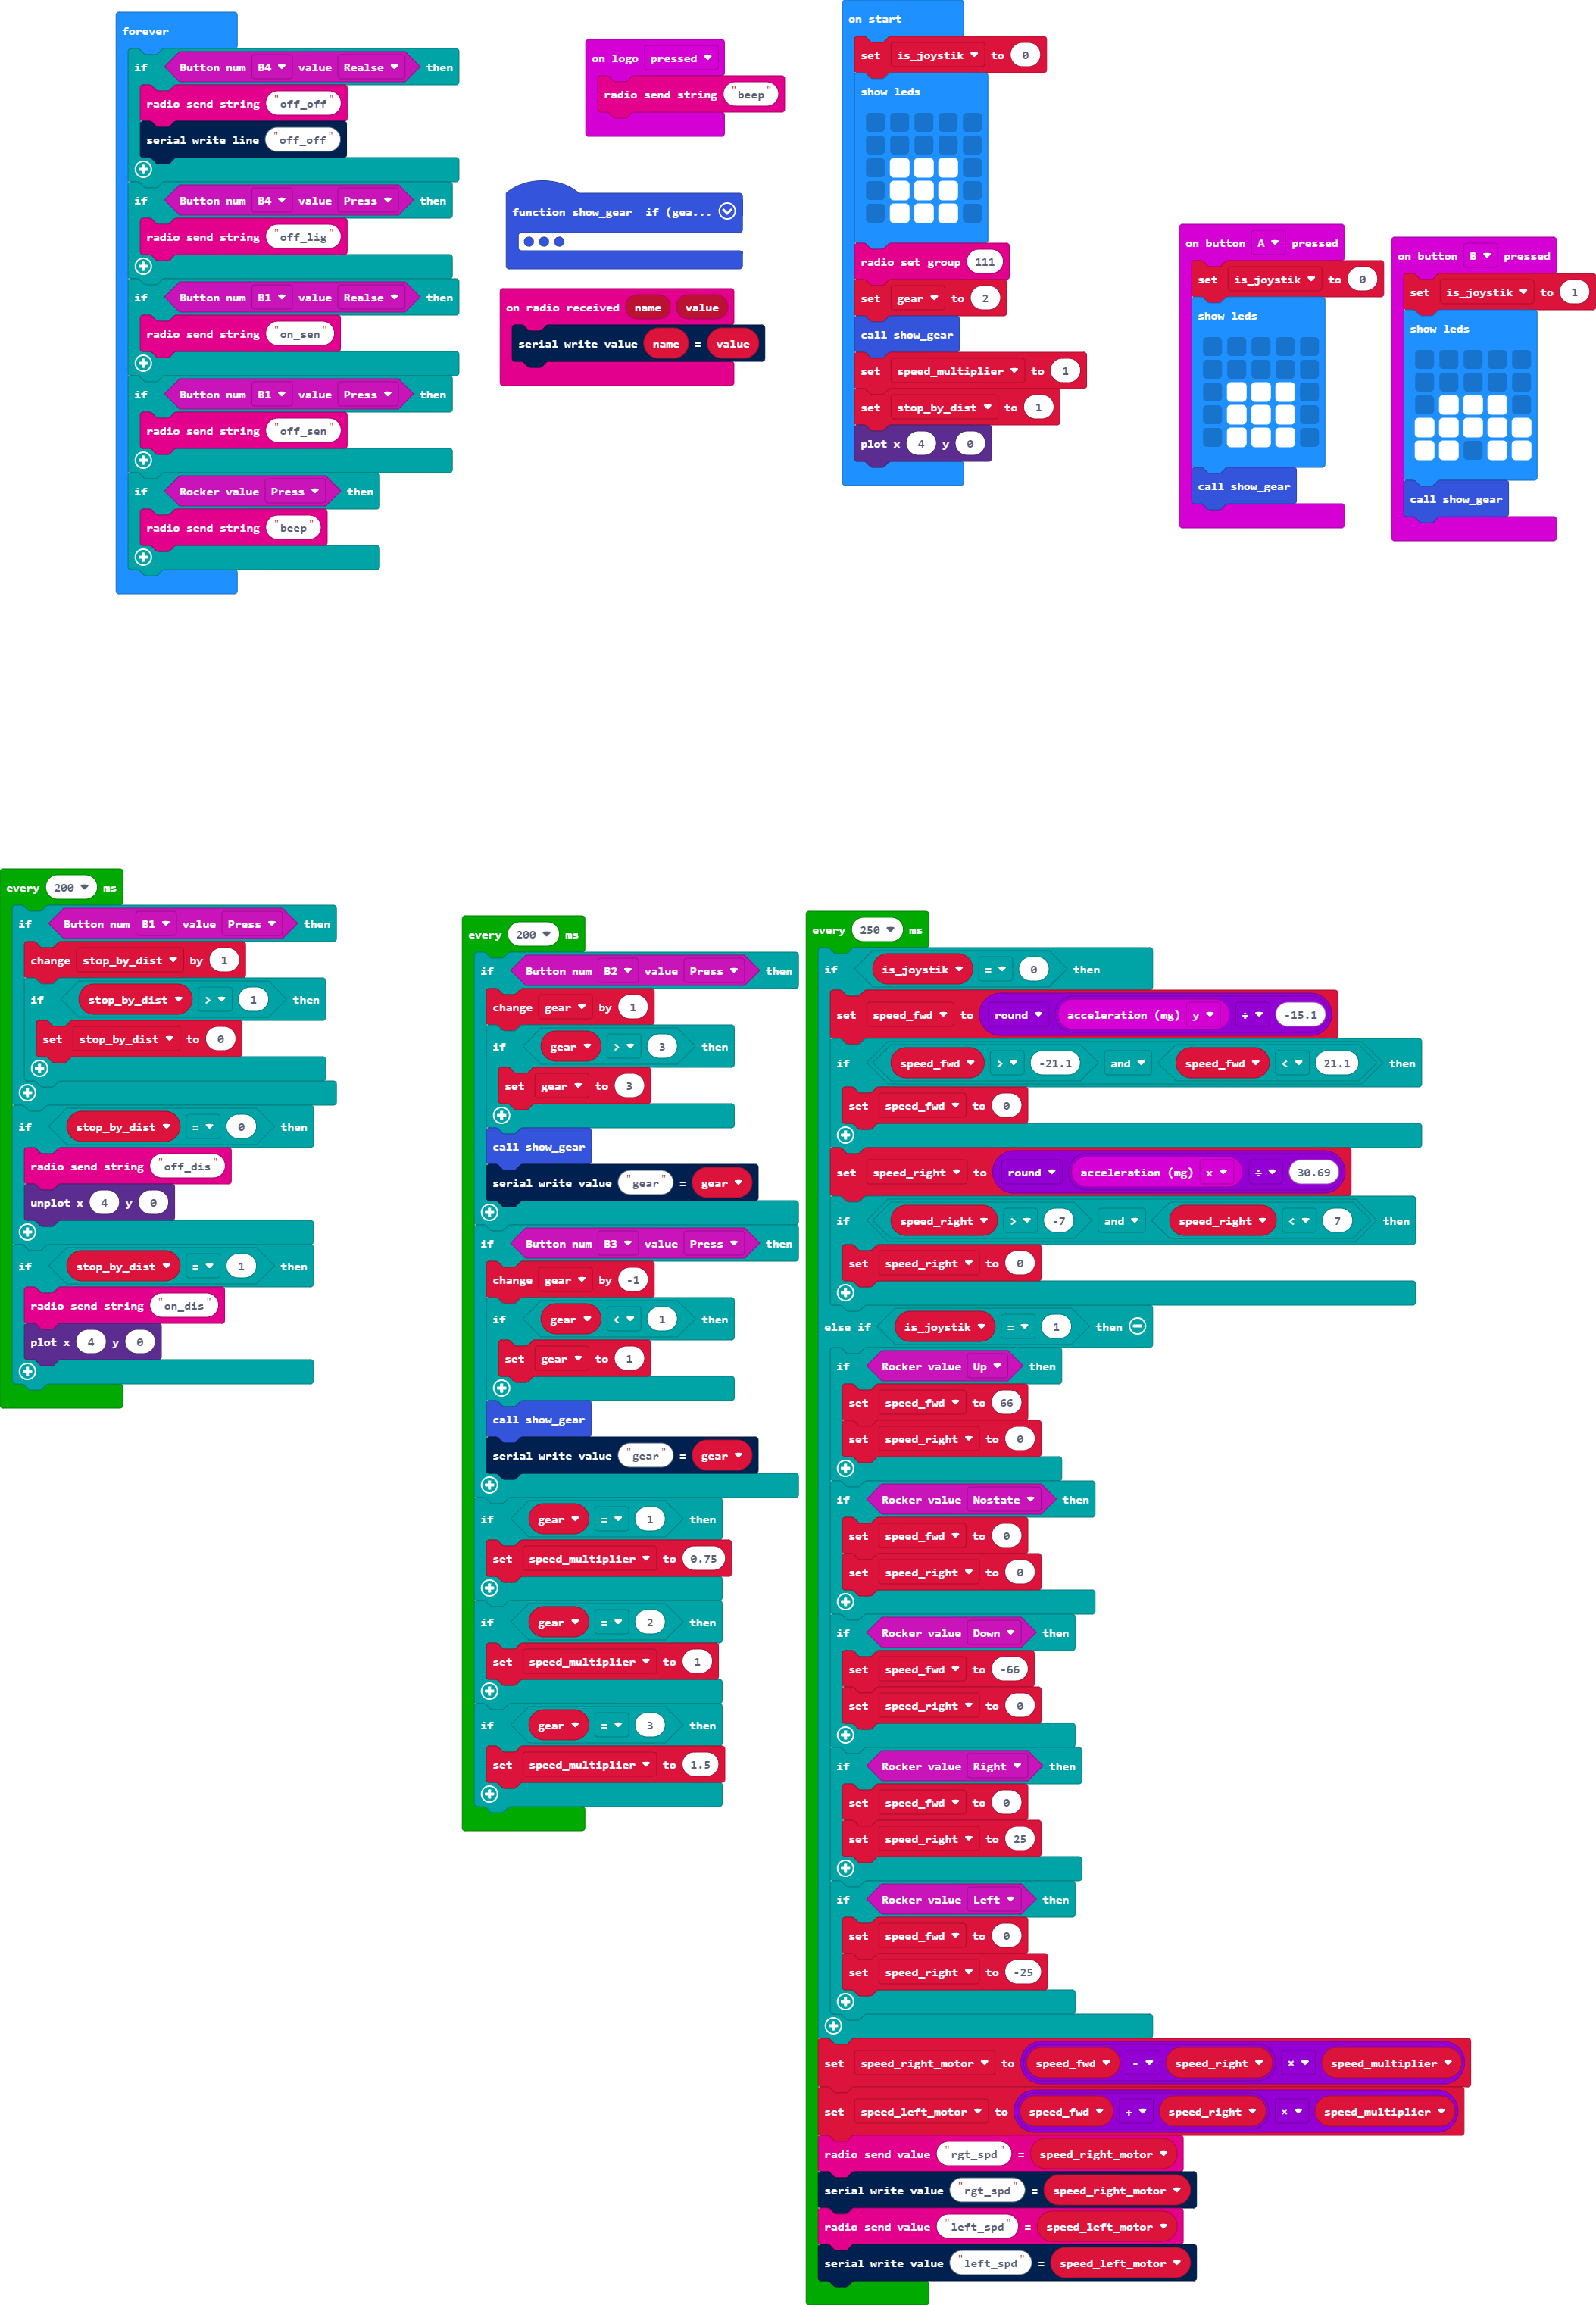 forever
if Button num B4 value Realse then
radio send string "off_off"
serial write line "off_off"
if Button num B4 value Press then
radio send string "off_lig"
if Button num B1 value Realse then
radio send string "on_sen"
if Button num B1 value Press then
radio send string "off_sen"
if Rocker value Press then
radio send string "beep"
on logo pressed
radio send string "beep"
function show_gear if (gea...
on radio received name value
serial write value name = value
on start
set is_joystik to 0
show leds
radio set group 111
set gear to 2
call show_gear
set speed_multiplier to 1
set stop_by_dist to 1
plot x 4 y 0
on button A pressed
set is_joystik to 0
show leds
call show_gear
on button B pressed
set is_joystik to 1
show leds
call show_gear
every 200 ms
if Button num B1 value Press then
change stop_by_dist by 1
if stop_by_dist > 1 then
set stop_by_dist to 0
if stop_by_dist = 0 then
radio send string "off_dis"
unplot x 4 y 0
if stop_by_dist = 1 then
radio send string "on_dis"
plot x 4 y 0
every 200 ms
if Button num B2 value Press then
change gear by 1
if gear > 3 then
set gear to 3
call show_gear
serial write value "gear" = gear
if Button num B3 value Press then
change gear by -1
if gear < 1 then
set gear to 1
call show_gear
serial write value "gear" = gear
if gear = 1 then
set speed_multiplier to 0.75
if gear = 2 then
set speed_multiplier to 1
if gear = 3 then
set speed_multiplier to 1.5
every 250 ms
if is_joystik = 0 then
set speed_fwd to round acceleration (mg) y ÷ -15.1
if speed_fwd > -21.1 and speed_fwd < 21.1 then
set speed_fwd to 0
set speed_right to round acceleration (mg) x ÷ 30.69
if speed_right > -7 and speed_right < 7 then
set speed_right to 0
else if is_joystik = 1 then
if Rocker value Up then
set speed_fwd to 66
set speed_right to 0
if Rocker value Nostate then
set speed_fwd to 0
set speed_right to 0
if Rocker value Down then
set speed_fwd to -66
set speed_right to 0
if Rocker value Right then
set speed_fwd to 0
set speed_right to 25
if Rocker value Left then
set speed_fwd to 0
set speed_right to -25
set speed_right_motor to speed_fwd - speed_right × speed_multiplier
set speed_left_motor to speed_fwd + speed_right × speed_multiplier
radio send value "rgt_spd" = speed_right_motor
serial write value "rgt_spd" = speed_right_motor
radio send value "left_spd" = speed_left_motor
serial write value "left_spd" = speed_left_motor